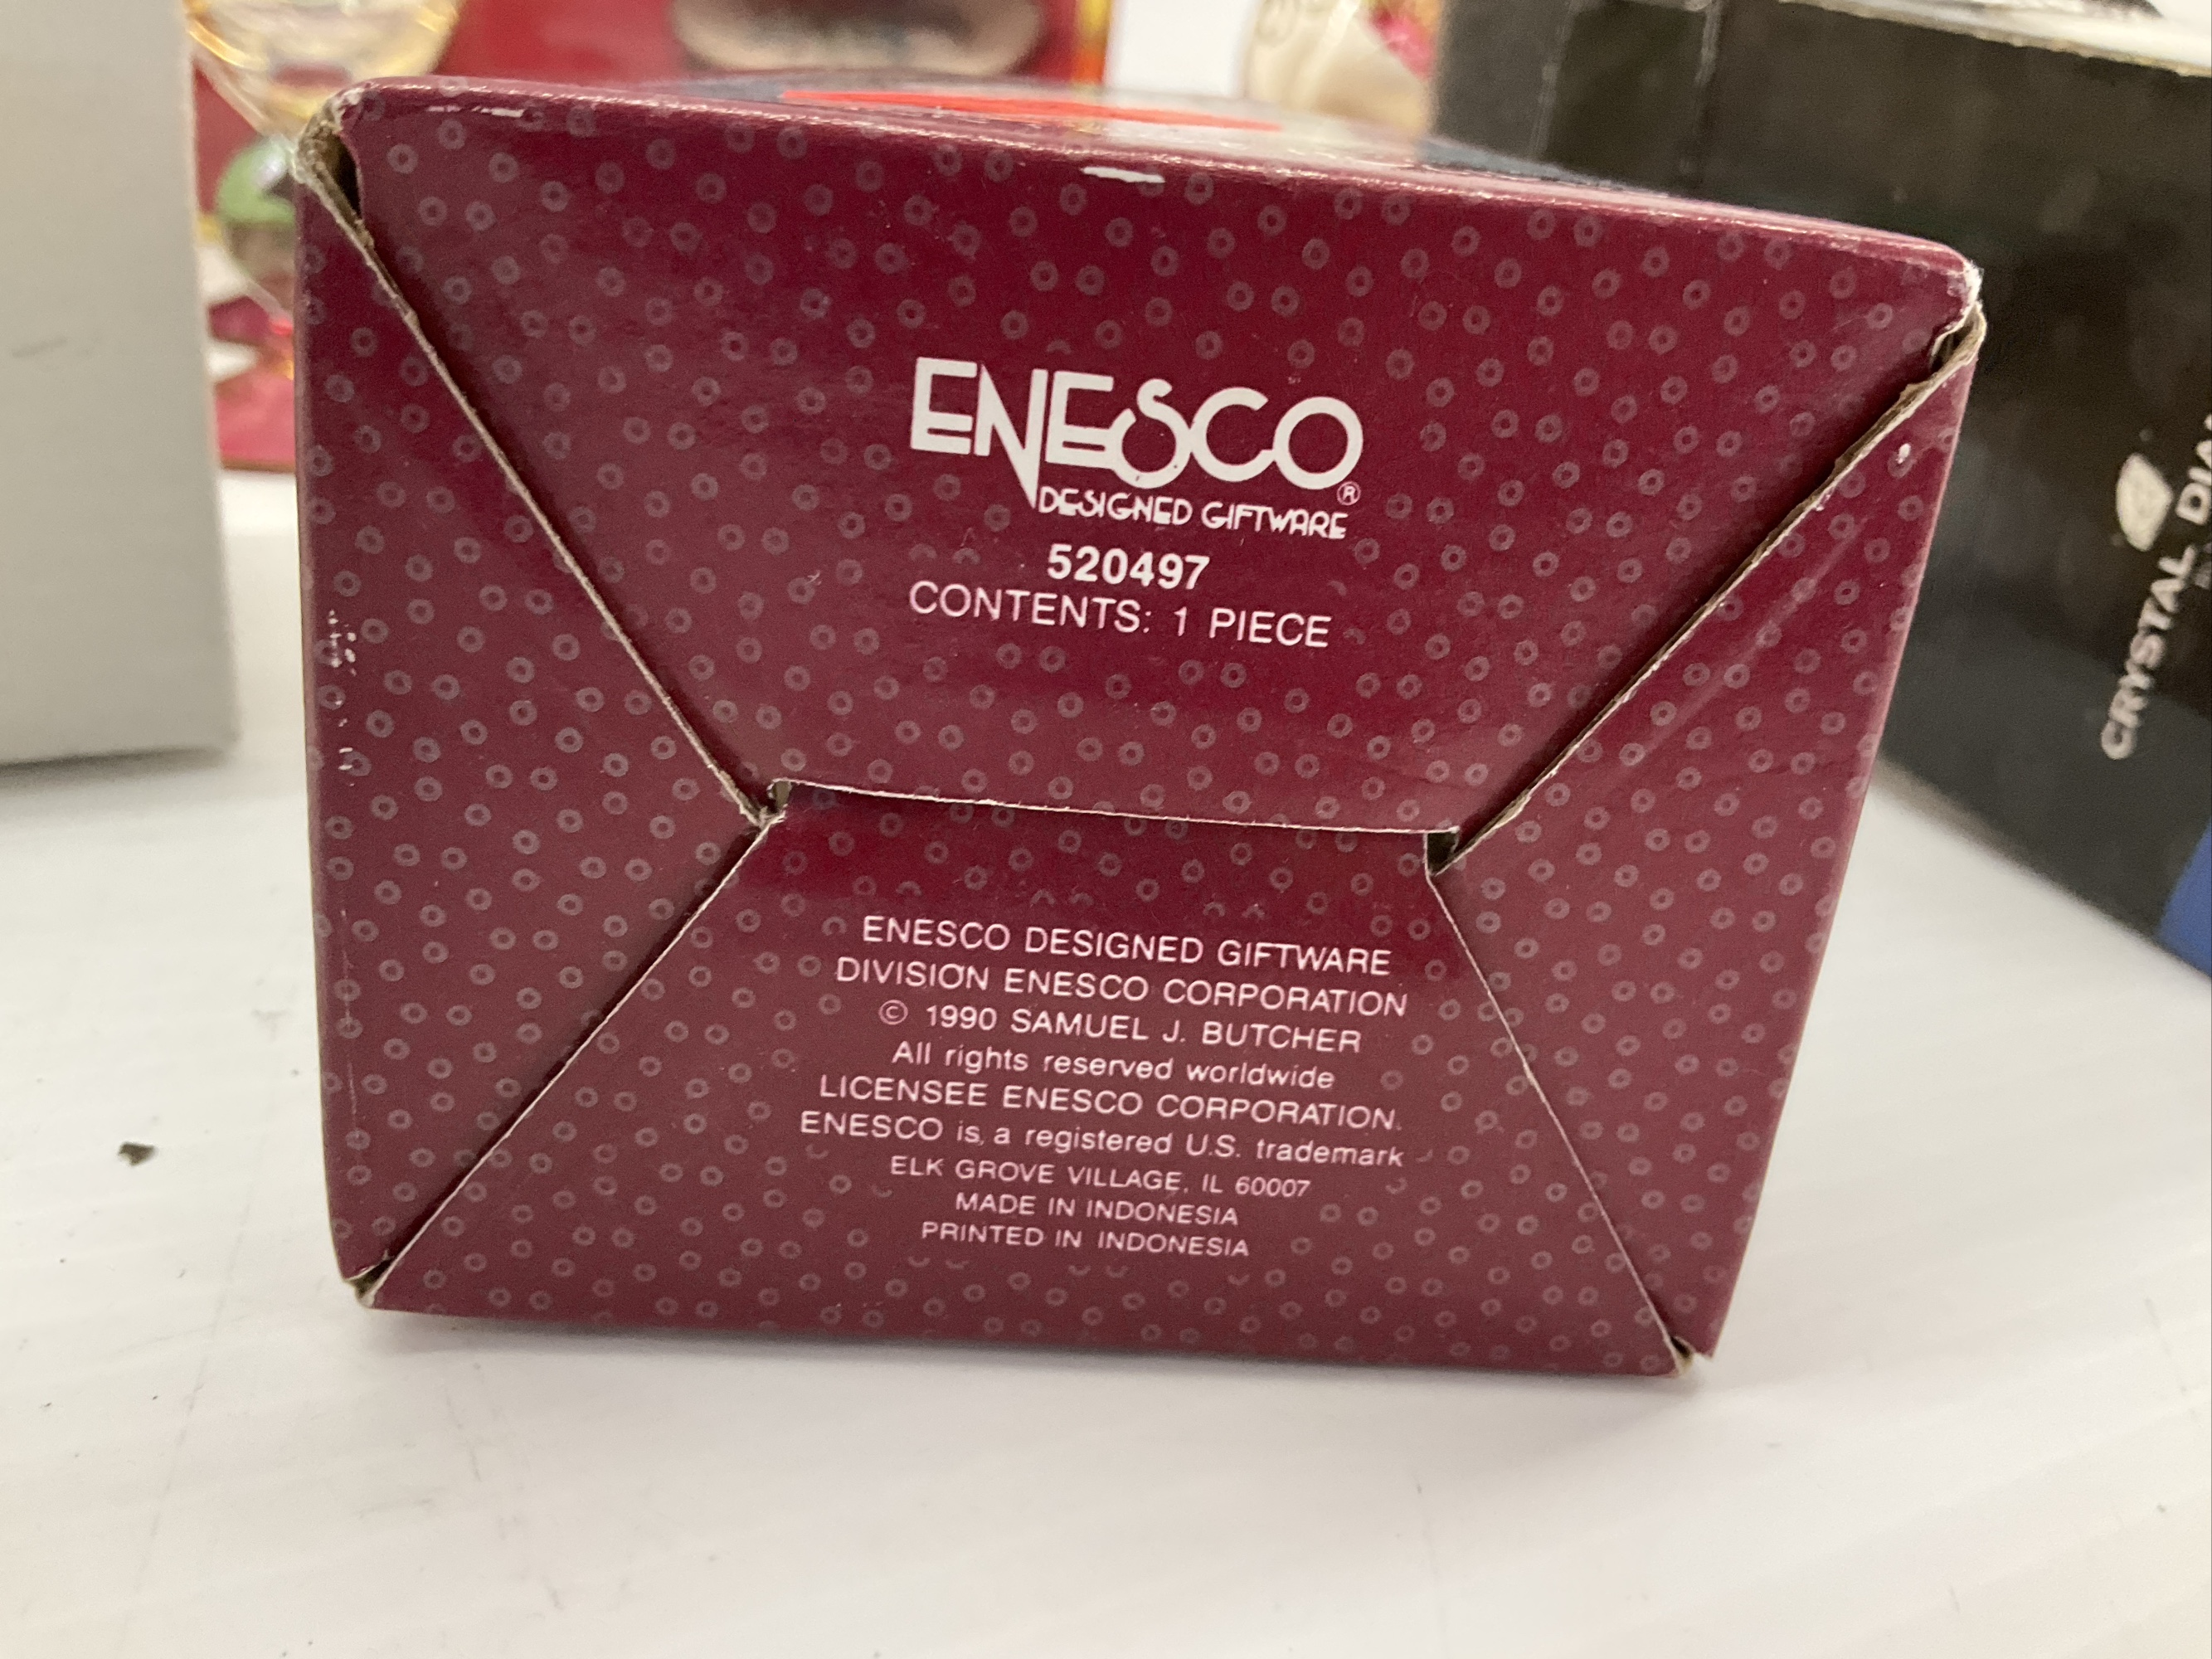 ENESCO®
DESIGNED GIFTWARE
520497
CONTENTS: 1 PIECE
ENESCO DESIGNED GIFTWARE
DIVISION ENESCO CORPORATION
© 1990 SAMUEL J. BUTCHER
All rights reserved worldwide
LICENSEE ENESCO CORPORATION.
ENESCO is a registered U.S. trademark
ELK GROVE VILLAGE, IL 60007
MADE IN INDONESIA
PRINTED IN INDONESIA
CRYSTAL